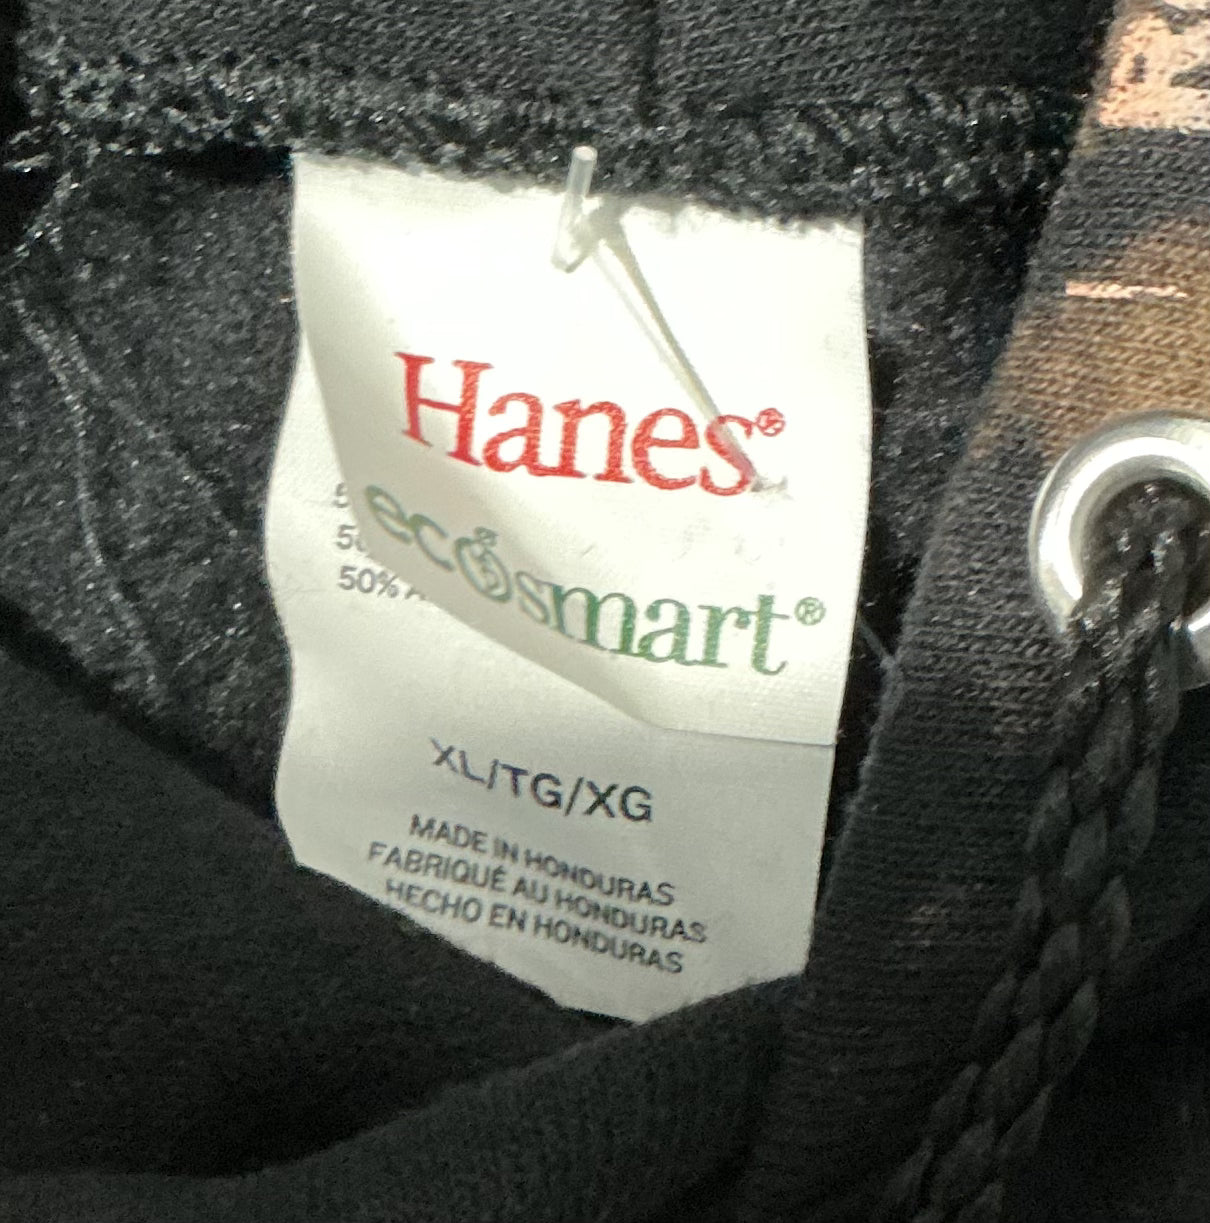 Hanes®
ecosmart®
50%
XL/TG/XG
MADE IN HONDURAS
FABRIQUÉ AU HONDURAS
HECHO EN HONDURAS